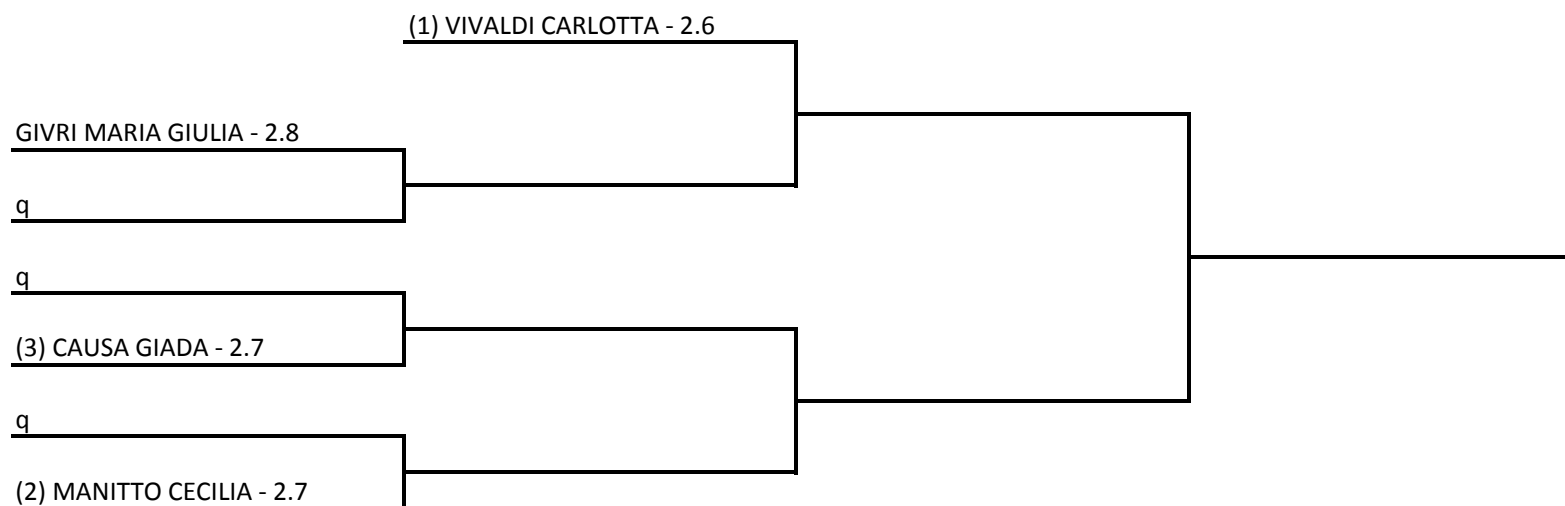 (1) VIVALDI CARLOTTA - 2.6
GIVRI MARIA GIULIA - 2.8
q
q
(3) CAUSA GIADA - 2.7
q
(2) MANITTO CECILIA - 2.7